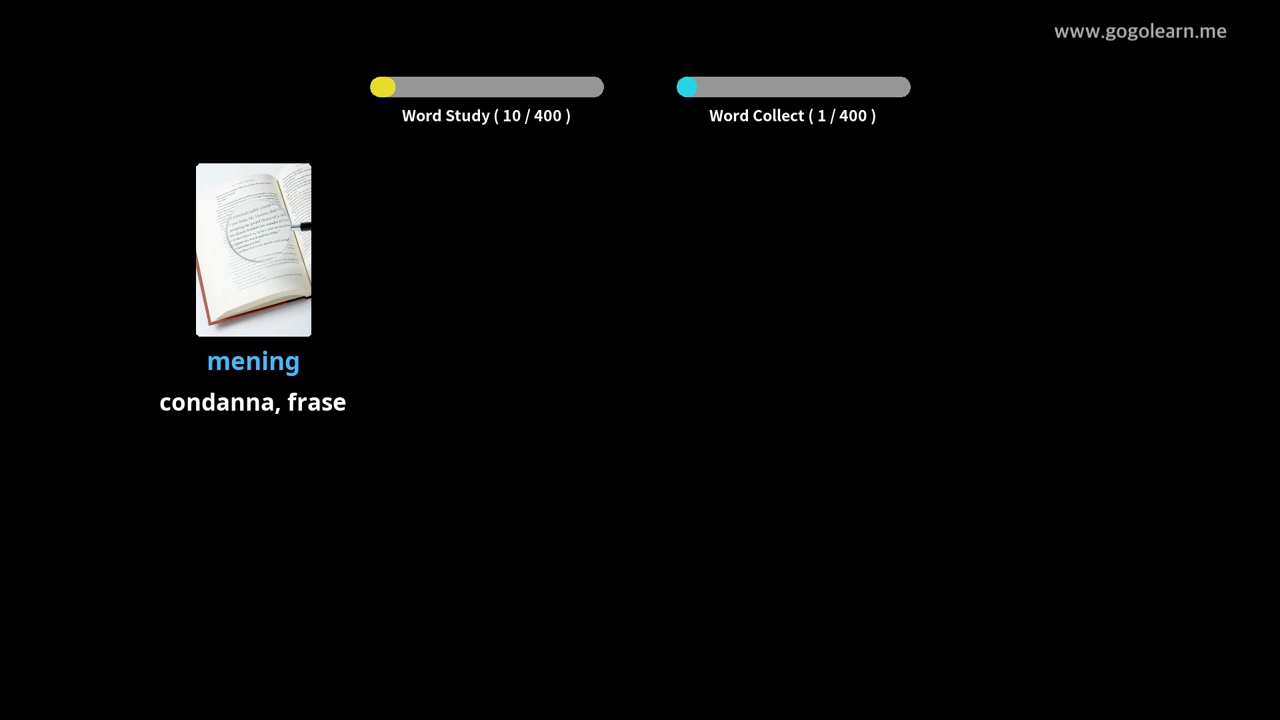 www.gogolearn.me
Word Study ( 10 / 400 )
Word Collect ( 1 / 400 )
mening
condanna, frase